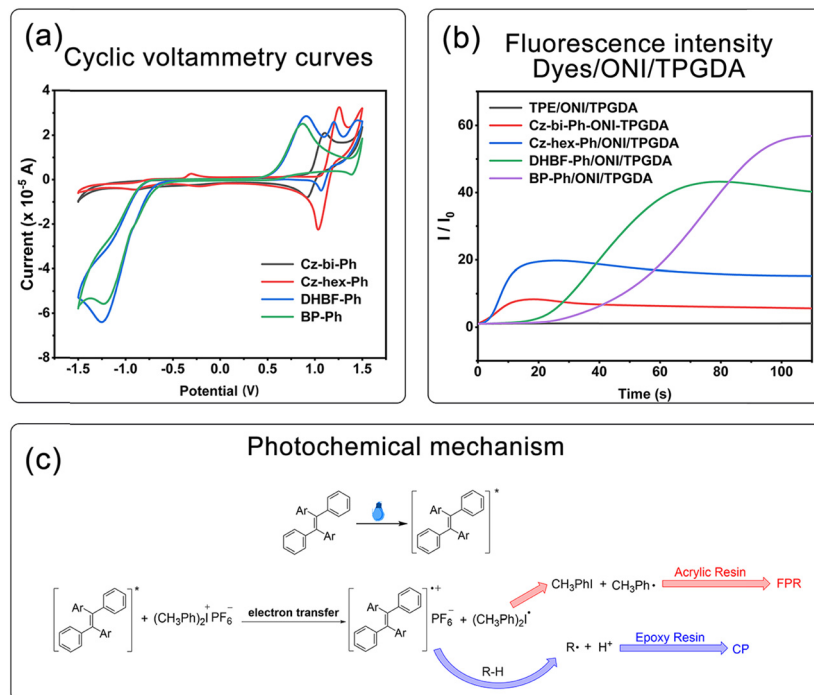 (a)
Cyclic voltammetry curves
4
2
0
-2
-4
-6
-8
Current (x 10⁻⁵ A)
Cz-bi-Ph
Cz-hex-Ph
DHBF-Ph
BP-Ph
-1.5 -1.0 -0.5 0.0 0.5 1.0 1.5
Potential (V)
(b)
Fluorescence intensity
Dyes/ONI/TPGDA
TPE/ONI/TPGDA
Cz-bi-Ph-ONI-TPGDA
Cz-hex-Ph/ONI/TPGDA
DHBF-Ph/ONI/TPGDA
BP-Ph/ONI/TPGDA
60
40
20
0
I / I₀
0 20 40 60 80 100
Time (s)
(c)
Photochemical mechanism
Ar
Ar
Ar
Ar
*
Ar
Ar
*
+ (CH₃Ph)₂I⁺ PF₆⁻
electron transfer
Ar
Ar
•+
PF₆⁻ + (CH₃Ph)₂I•
CH₃PhI + CH₃Ph•
Acrylic Resin
FPR
R-H
R• + H⁺
Epoxy Resin
CP